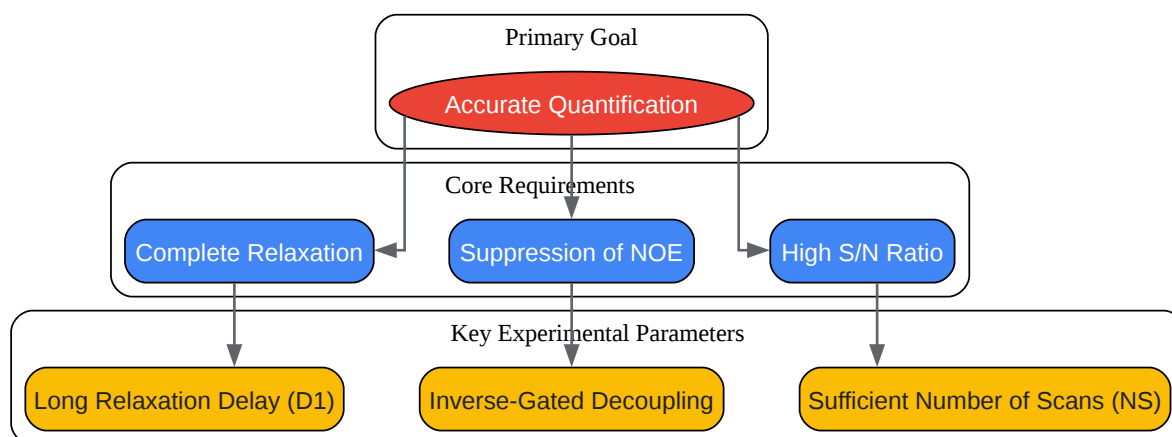 Primary Goal
Accurate Quantification
Core Requirements
Complete Relaxation
Suppression of NOE
High S/N Ratio
Key Experimental Parameters
Long Relaxation Delay (D1)
Inverse-Gated Decoupling
Sufficient Number of Scans (NS)